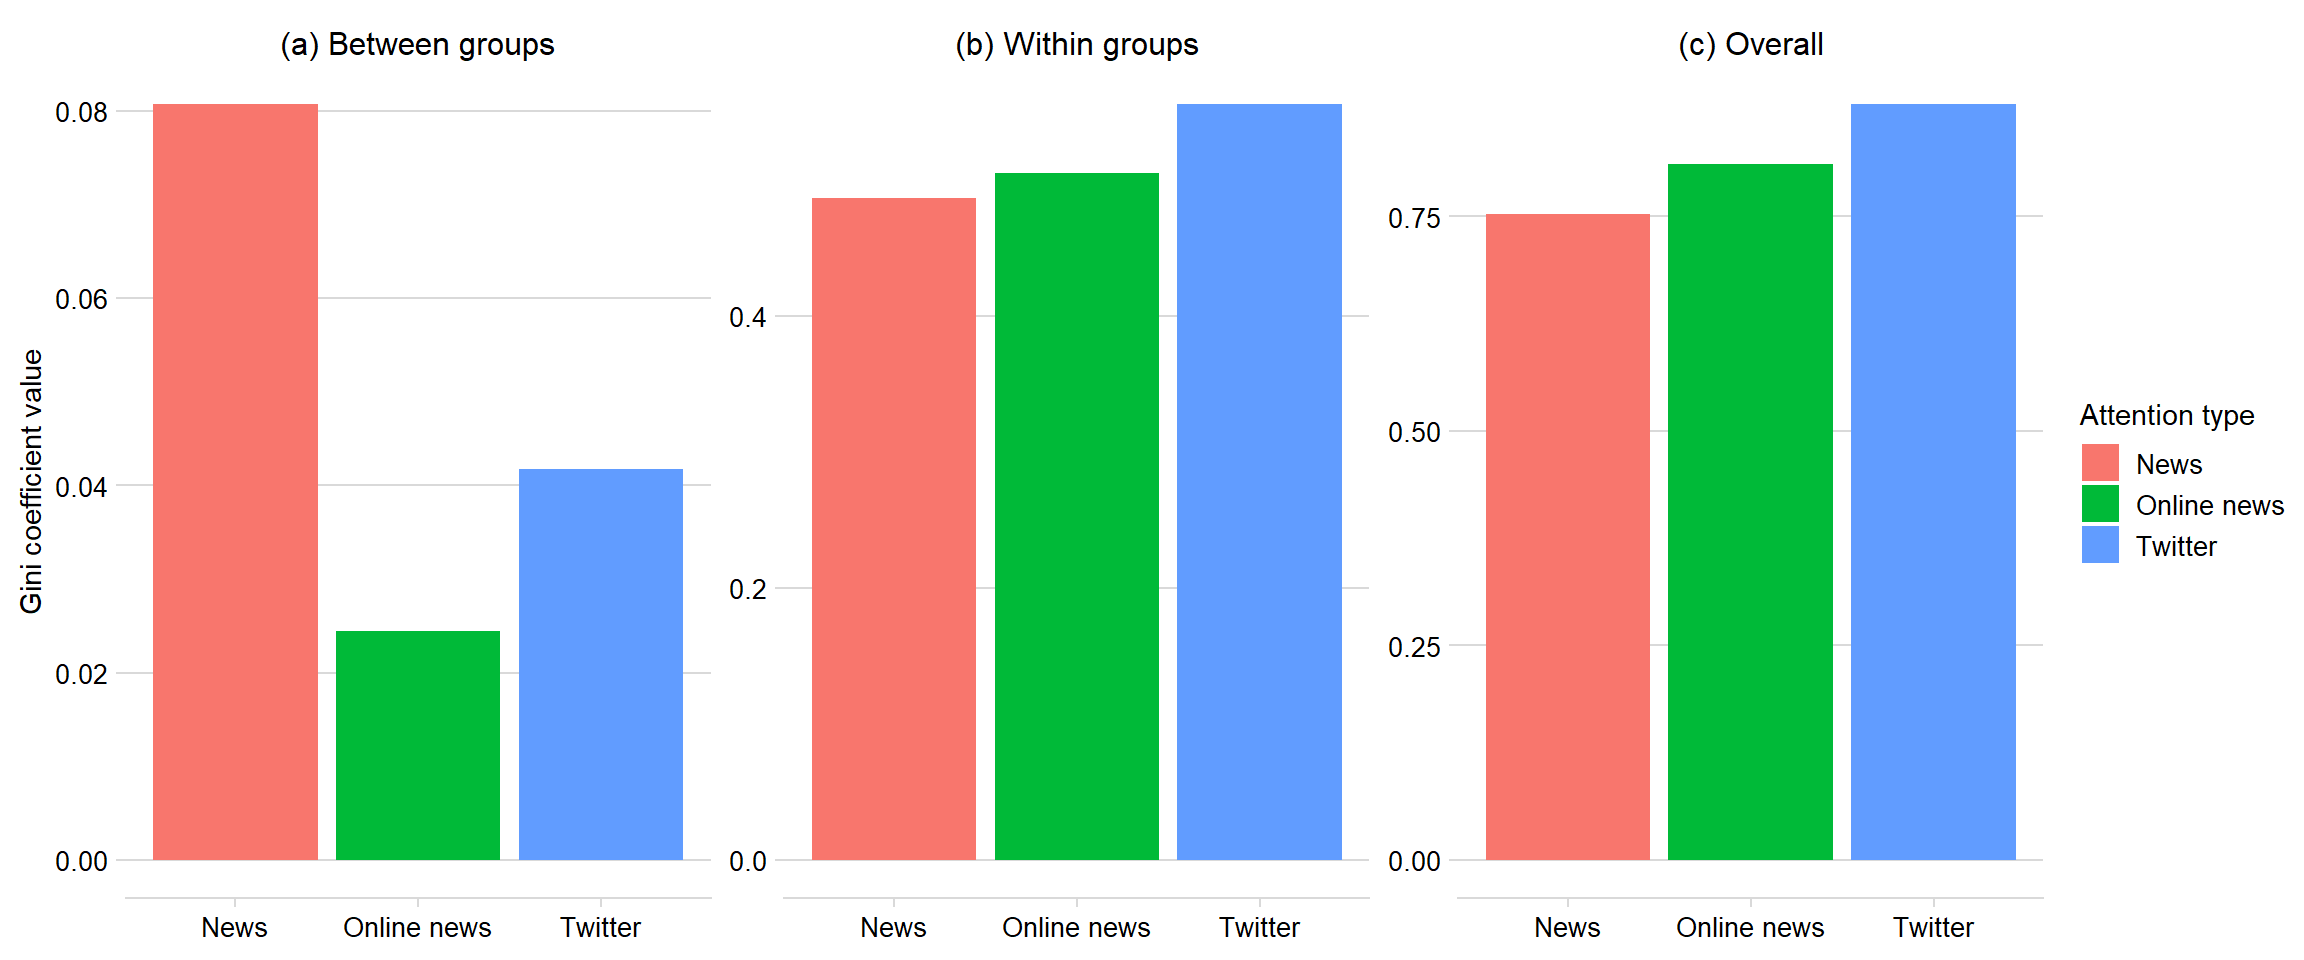 (a) Between groups
(b) Within groups
(c) Overall
Gini coefficient value
0.08
0.06
0.04
0.02
0.00
News
Online news
Twitter
0.4
0.2
0.0
News
Online news
Twitter
0.75
0.50
0.25
0.00
News
Online news
Twitter
Attention type
News
Online news
Twitter